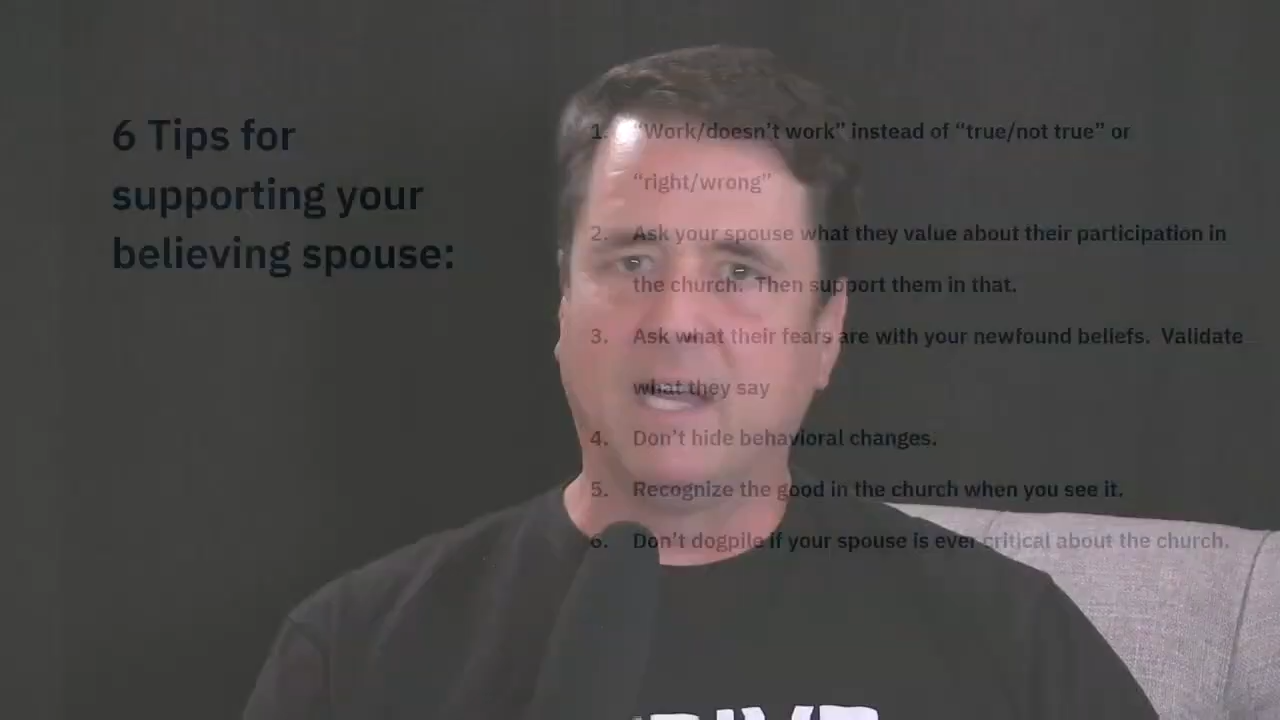 6 Tips for
supporting your
believing spouse:
1. “Work/doesn’t work” instead of “true/not true” or
“right/wrong”
2. Ask your spouse what they value about their participation in
the church. Then support them in that.
3. Ask what their fears are with your newfound beliefs. Validate
what they say
4. Don’t hide behavioral changes.
5. Recognize the good in the church when you see it.
6. Don’t dogpile if your spouse is ever critical about the church.